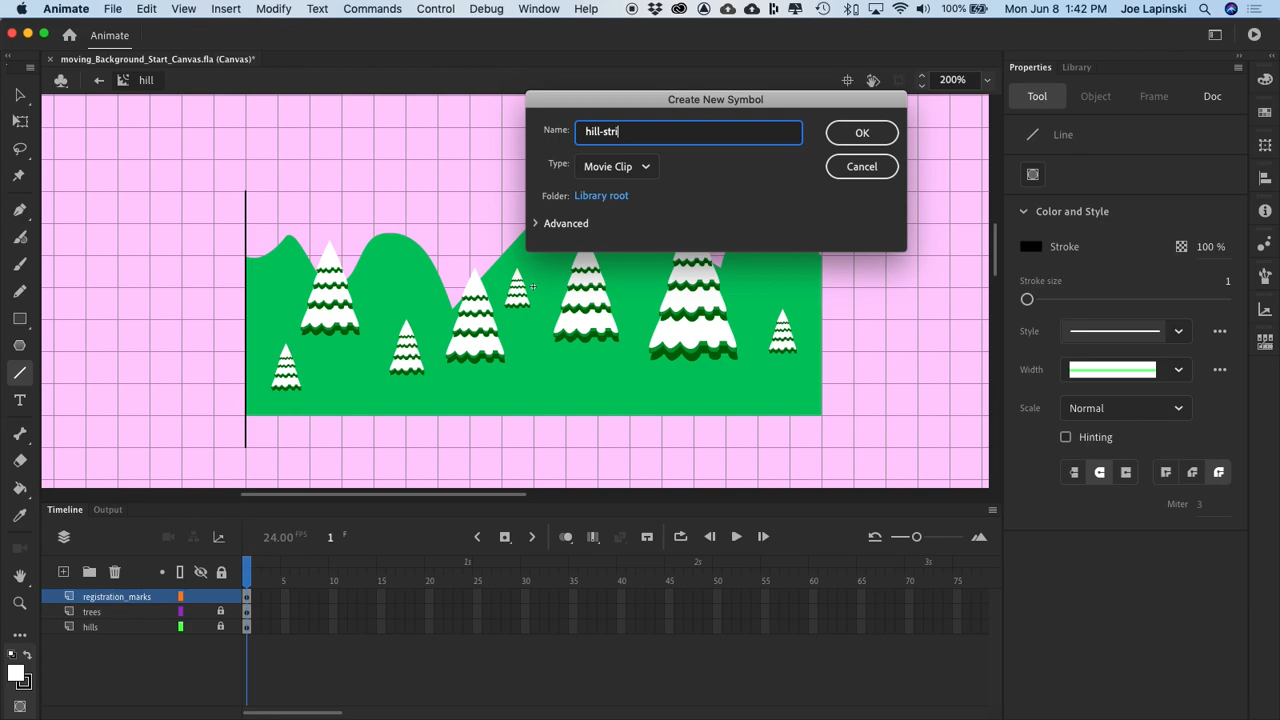 Animate File Edit View Insert Modify Text Commands Control Debug Window Help 100% Mon Jun 8 1:42 PM Joe Lapinski
Animate
moving_Background_Start_Canvas.fla (Canvas)*
hill 200%
Create New Symbol
Name: hill-stri OK
Type: Movie Clip Cancel
Folder: Library root
Advanced
Properties Library
Tool Object Frame Doc
Line
Color and Style
Stroke 100 %
Stroke size 1
Style
Width
Scale Normal
Hinting
Miter 3
Timeline Output
24.00 FPS 1 F
1s 2s 3s
5 10 15 20 25 30 35 40 45 50 55 60 65 70 75
registration_marks
trees
hills
T